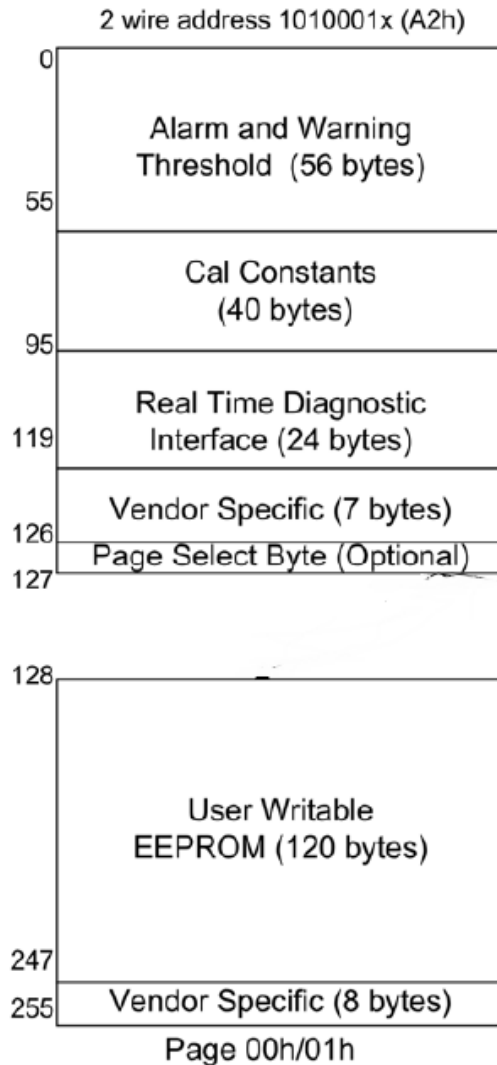 2 wire address 1010001x (A2h)
0
Alarm and Warning
Threshold (56 bytes)
55
Cal Constants
(40 bytes)
95
Real Time Diagnostic
119
Interface (24 bytes)
Vendor Specific (7 bytes)
126
Page Select Byte (Optional)
127
128
User Writable
EEPROM (120 bytes)
247
Vendor Specific (8 bytes)
255
Page 00h/01h